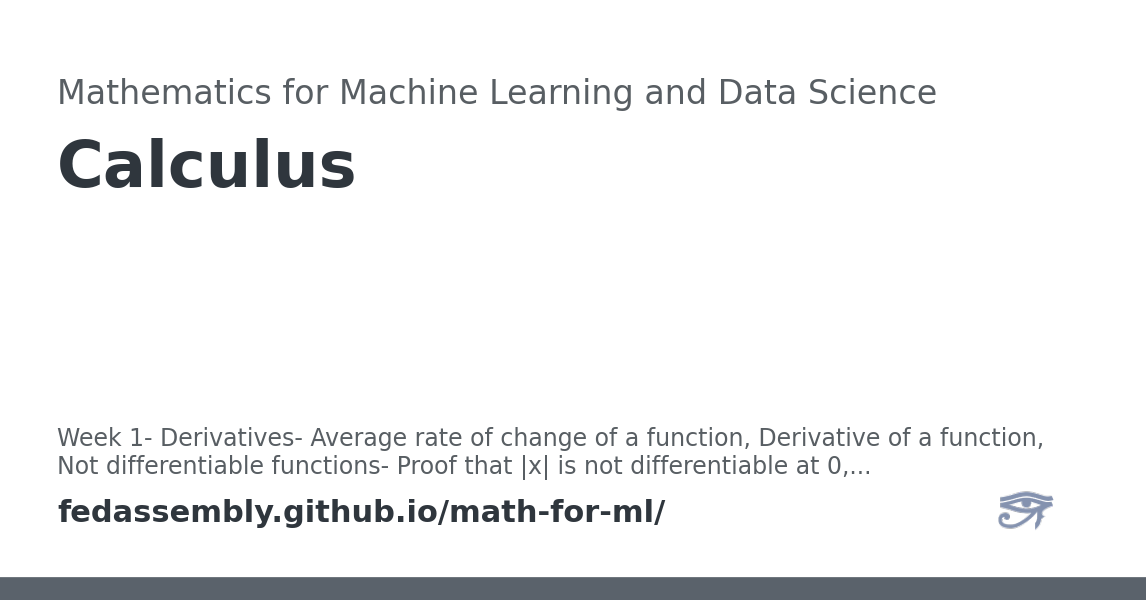 Mathematics for Machine Learning and Data Science
Calculus
Week 1- Derivatives- Average rate of change of a function, Derivative of a function,
Not differentiable functions- Proof that |x| is not differentiable at 0,...
fedassembly.github.io/math-for-ml/